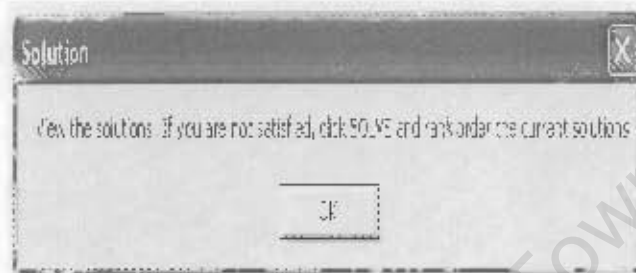 Solution
View the solutions. If you are not satisfied, click SOLVE and rank order the current solutions
OK